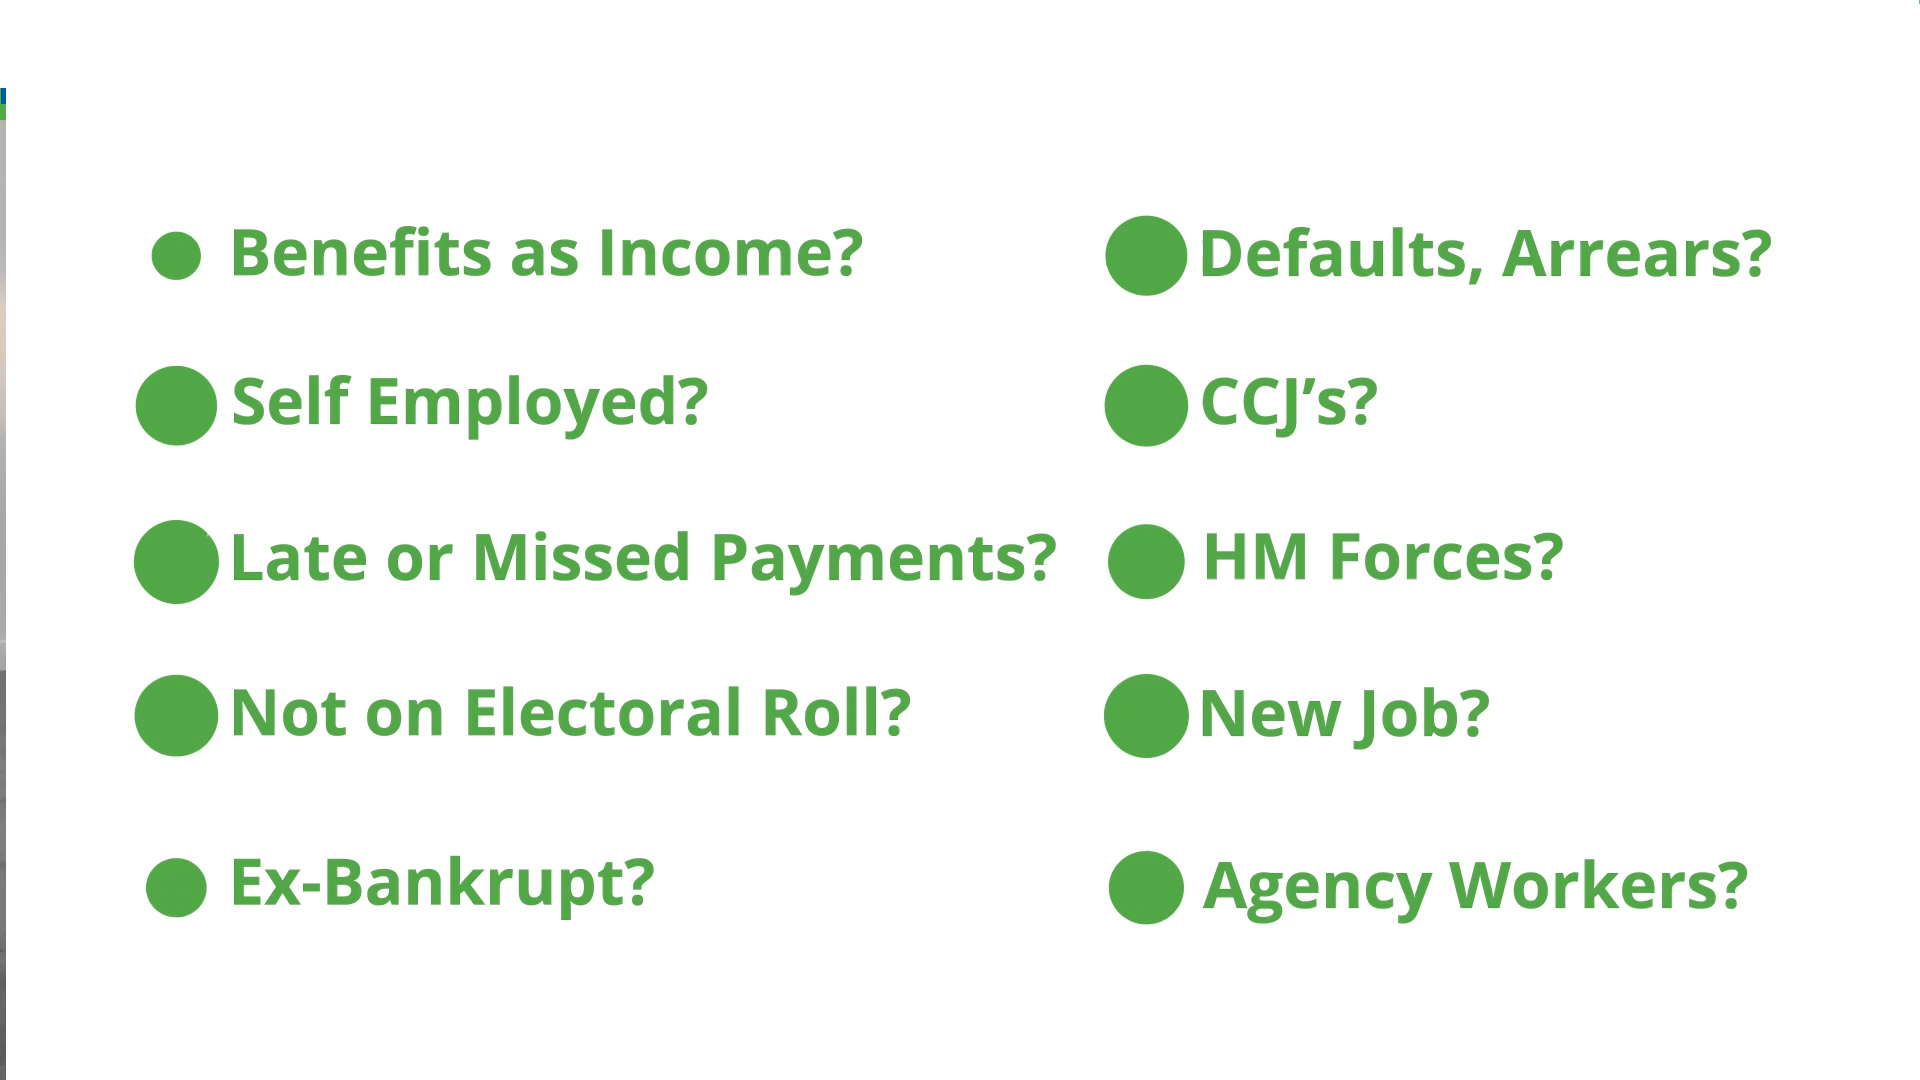 Benefits as Income?
Self Employed?
Late or Missed Payments?
Not on Electoral Roll?
Ex-Bankrupt?
Defaults, Arrears?
CCJ’s?
HM Forces?
New Job?
Agency Workers?